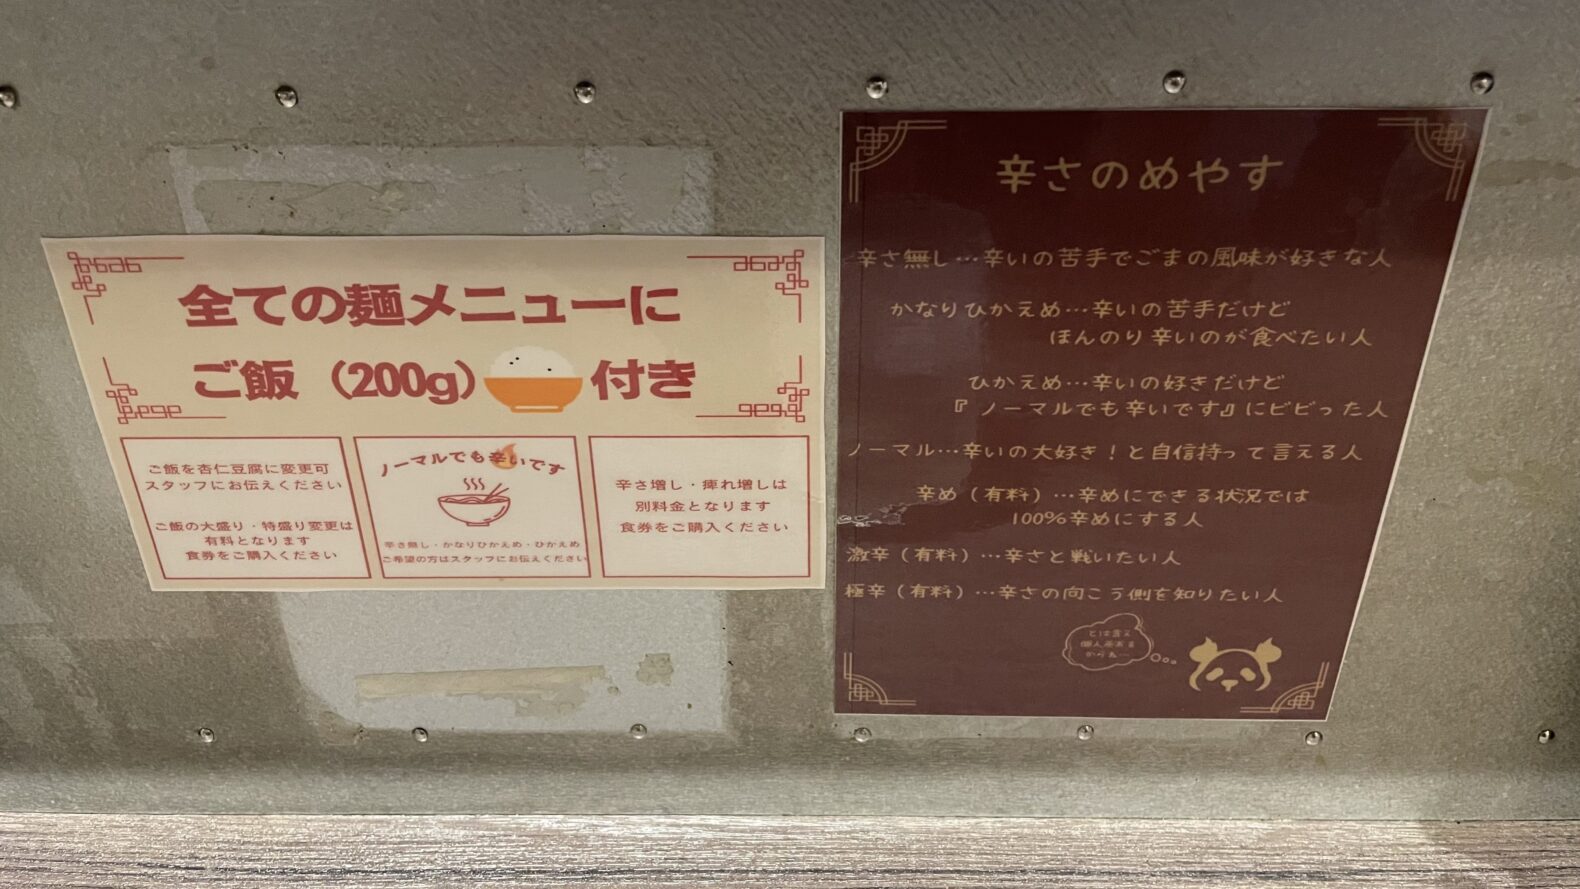 全ての麺メニューに
ご飯（200g）付き
ご飯を杏仁豆腐に変更可
スタッフにお伝えください
ご飯の大盛り・特盛り変更は
有料となります
食券をご購入ください
ノーマルでも辛いです
辛さ無し・かなりひかえめ・ひかえめ
ご希望の方はスタッフにお伝えください
辛さ増し・痺れ増しは
別料金となります
食券をご購入ください
辛さのめやす
辛さ無し…辛いの苦手でごまの風味が好きな人
かなりひかえめ…辛いの苦手だけど
ほんのり辛いのが食べたい人
ひかえめ…辛いの好きだけど
『ノーマルでも辛いです』にビビった人
ノーマル…辛いの大好き！と自信持って言える人
辛め（有料）…辛めにできる状況では
100%辛めにする人
激辛（有料）…辛さと戦いたい人
極辛（有料）…辛さの向こう側を知りたい人
とは言え
個人差ある
からね…